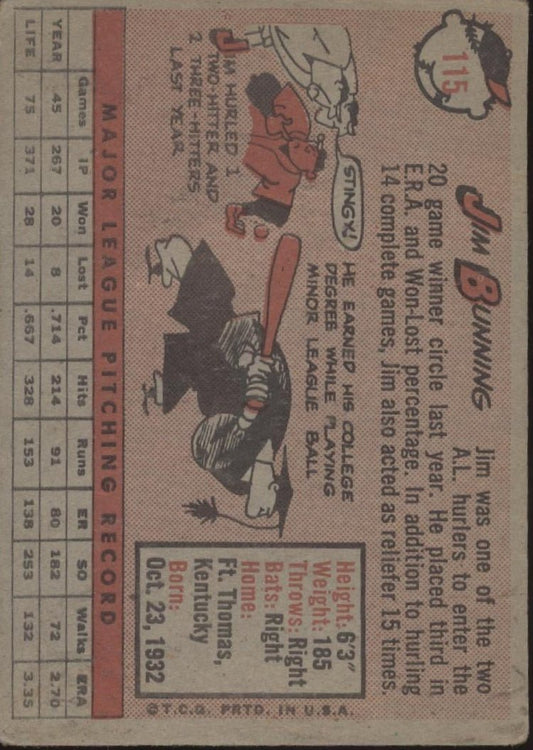 115
JIM BUNNING
Jim was one of the two
A.L. hurlers to enter the
20 game winner circle last year. He placed third in
E.R.A. and Won-Lost percentage. In addition to hurling
14 complete games, Jim also acted as reliefer 15 times.
STINGY!
JIM HURLED 1
TWO-HITTER AND
2 THREE-HITTERS
LAST YEAR
HE EARNED HIS COLLEGE
DEGREE WHILE PLAYING
MINOR LEAGUE BALL
Height: 6'3"
Weight: 185
Throws: Right
Bats: Right
Home:
Ft. Thomas,
Kentucky
Born:
Oct. 23, 1932
©T.C.G. PRTD. IN U.S.A.
MAJOR LEAGUE PITCHING RECORD
Games IP Won Lost Pct Hits Runs ER SO Walks ERA
YEAR 45 267 20 8 .714 214 91 80 182 72 2.70
LIFE 75 371 28 14 .667 328 153 138 253 132 3.35